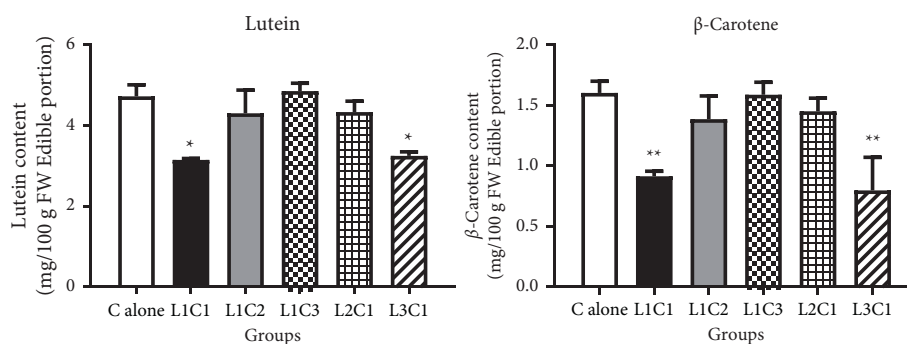 Lutein
Lutein content
(mg/100 g FW Edible portion)
6
4
2
0
*
*
C alone L1C1 L1C2 L1C3 L2C1 L3C1
Groups
β-Carotene
β-Carotene content
(mg/100 g FW Edible portion)
2.0
1.5
1.0
0.5
0.0
**
**
C alone L1C1 L1C2 L1C3 L2C1 L3C1
Groups